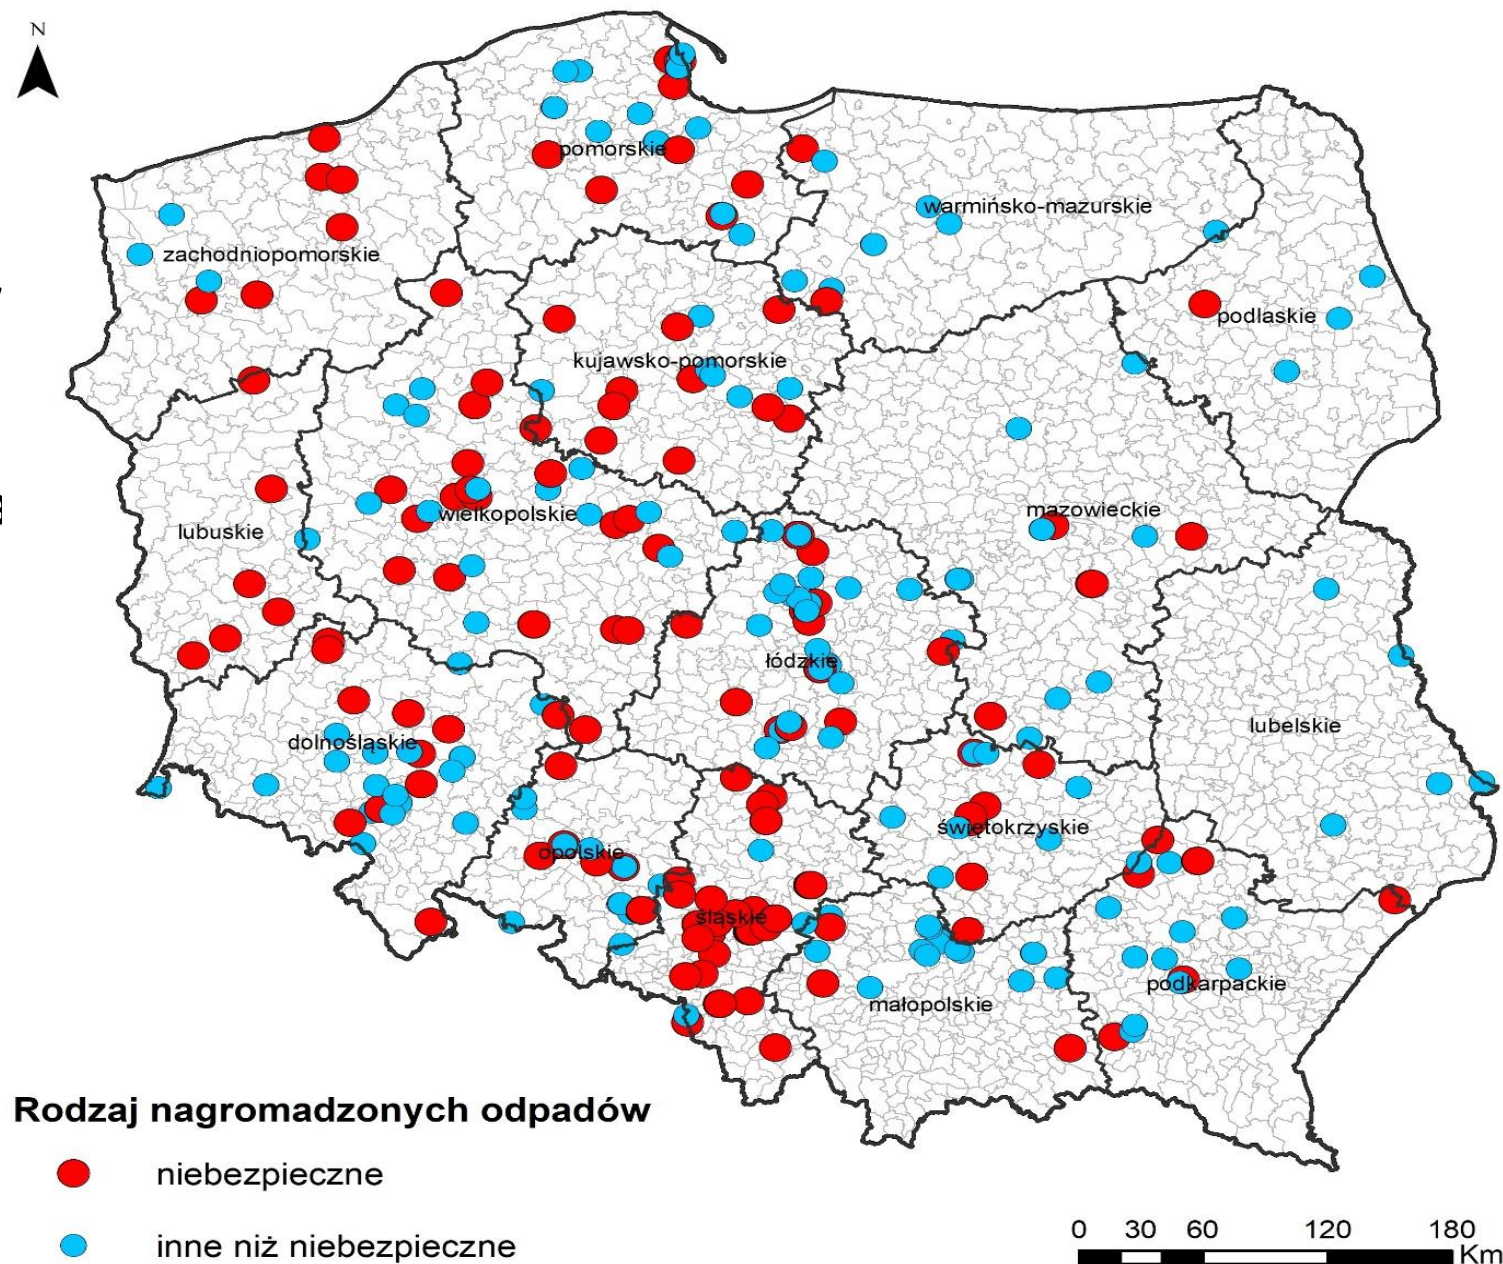 N
pomorskie
warmińsko-mazurskie
zachodniopomorskie
podlaskie
kujawsko-pomorskie
mazowieckie
wielkopolskie
lubuskie
łódzkie
lubelskie
dolnośląskie
świętokrzyskie
opolskie
śląskie
podkarpackie
małopolskie
Rodzaj nagromadzonych odpadów
niebezpieczne
inne niż niebezpieczne
0 30 60 120 180
Km